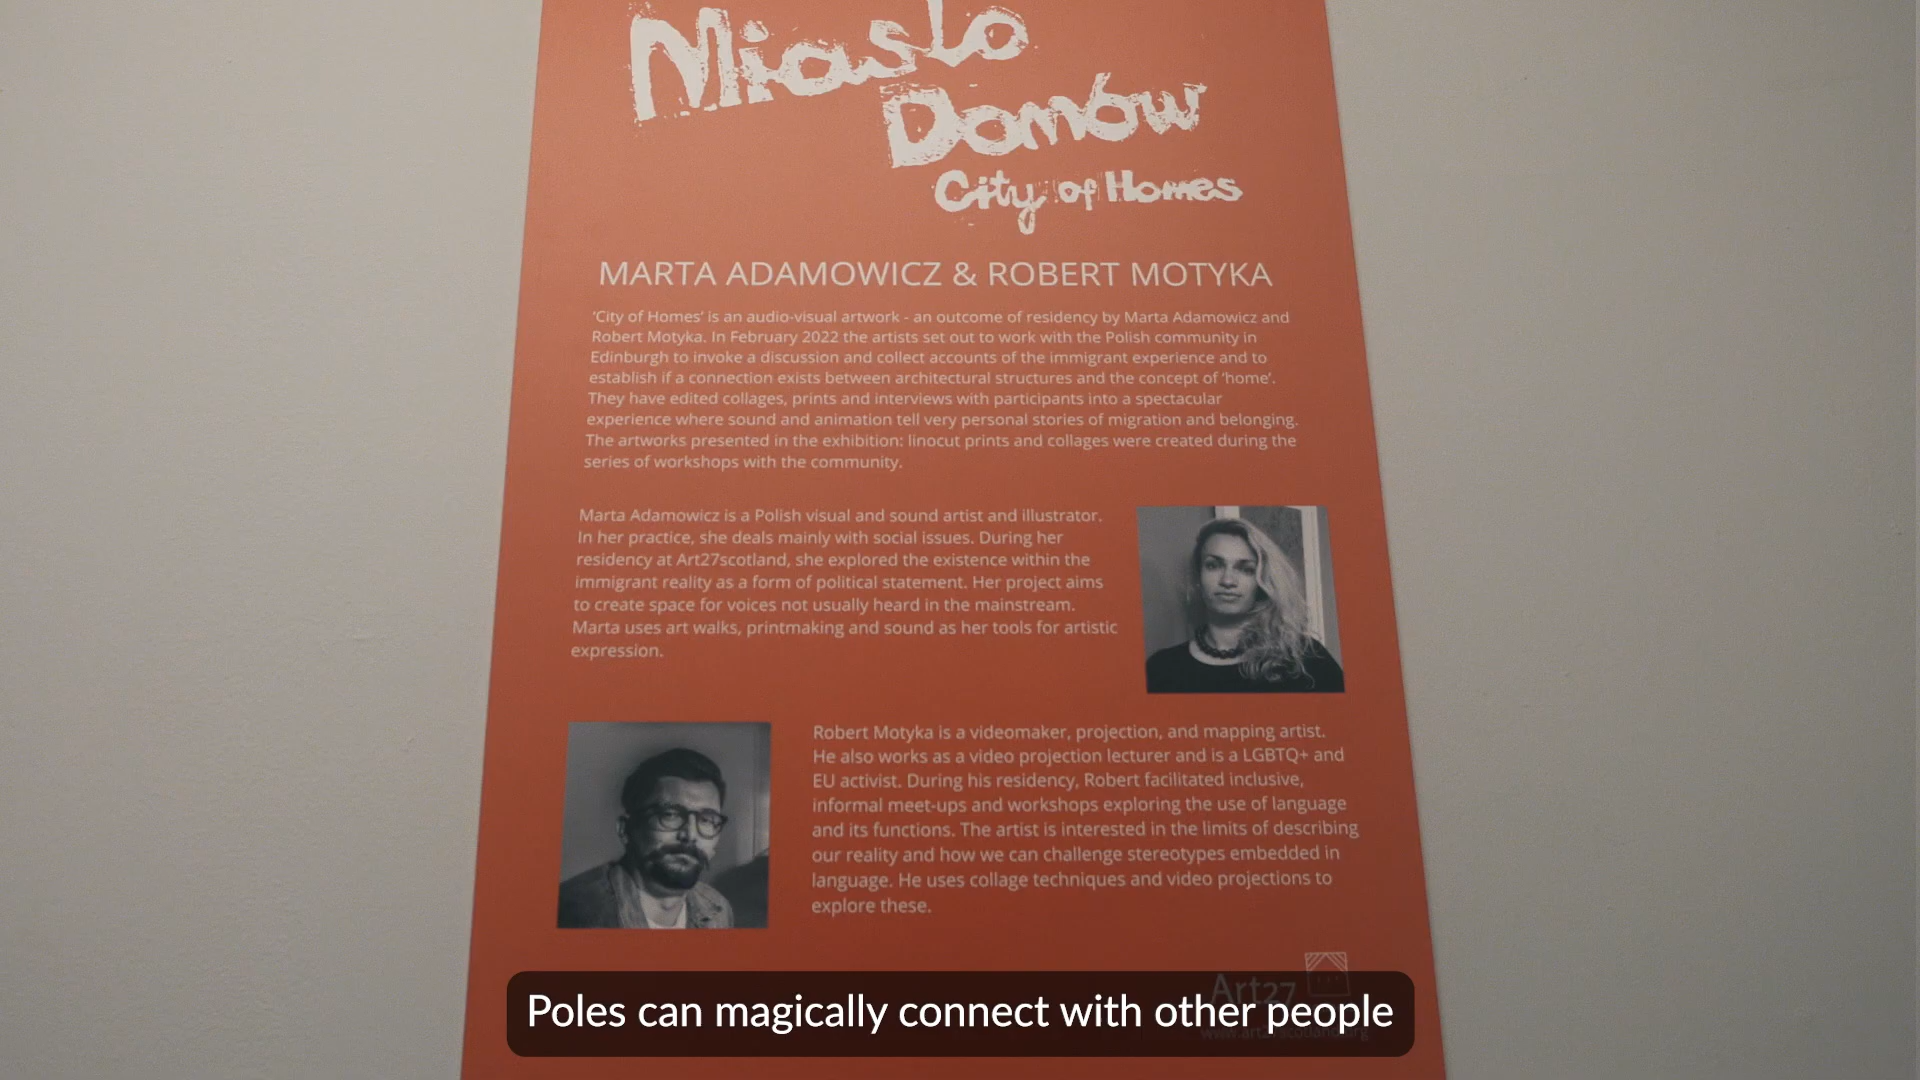 Miasto
Domów
City of Homes
MARTA ADAMOWICZ & ROBERT MOTYKA
'City of Homes' is an audio-visual artwork - an outcome of residency by Marta Adamowicz and
Robert Motyka. In February 2022 the artists set out to work with the Polish community in
Edinburgh to invoke a discussion and collect accounts of the immigrant experience and to
establish if a connection exists between architectural structures and the concept of 'home'.
They have edited collages, prints and interviews with participants into a spectacular
experience where sound and animation tell very personal stories of migration and belonging.
The artworks presented in the exhibition: linocut prints and collages were created during the
series of workshops with the community.
Marta Adamowicz is a Polish visual and sound artist and illustrator.
In her practice, she deals mainly with social issues. During her
residency at Art27scotland, she explored the existence within the
immigrant reality as a form of political statement. Her project aims
to create space for voices not usually heard in the mainstream.
Marta uses art walks, printmaking and sound as her tools for artistic
expression.
Robert Motyka is a videomaker, projection, and mapping artist.
He also works as a video projection lecturer and is a LGBTQ+ and
EU activist. During his residency, Robert facilitated inclusive,
informal meet-ups and workshops exploring the use of language
and its functions. The artist is interested in the limits of describing
our reality and how we can challenge stereotypes embedded in
language. He uses collage techniques and video projections to
explore these.
Art27
Poles can magically connect with other people